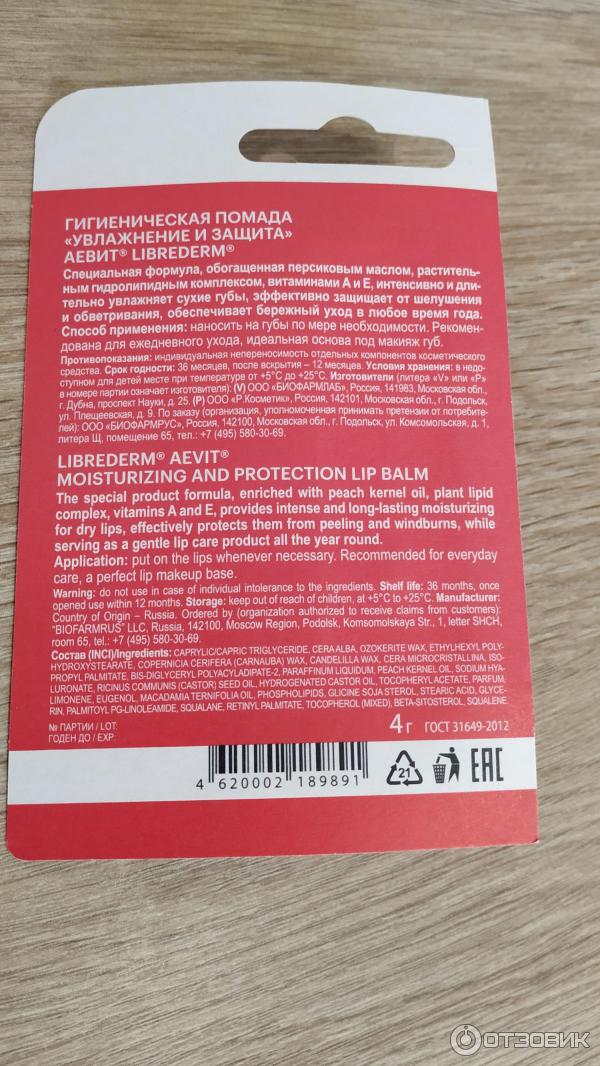 ГИГИЕНИЧЕСКАЯ ПОМАДА
«УВЛАЖНЕНИЕ И ЗАЩИТА»
АЕВИТ® LIBREDERM®
Специальная формула, обогащенная персиковым маслом, раститель-
ным гидролипидным комплексом, витаминами А и Е, интенсивно и дли-
тельно увлажняет сухие губы, эффективно защищает от шелушения
и обветривания, обеспечивает бережный уход в любое время года.
Способ применения: наносить на губы по мере необходимости. Рекомен-
дована для ежедневного ухода, идеальная основа под макияж губ.
Противопоказания: индивидуальная непереносимость отдельных компонентов косметического
средства. Срок годности: 36 месяцев, после вскрытия – 12 месяцев. Условия хранения: в недо-
ступном для детей месте при температуре от +5°С до +25°С. Изготовители (литера «V» или «P»
в номере партии означает изготовителя): (V) ООО «БИОФАРМЛАБ», Россия, 141983, Московская обл.,
г. Дубна, проспект Науки, д. 25. (P) ООО «Р.Косметик», Россия, 142101, Московская обл., г. Подольск,
ул. Плещеевская, д. 9. По заказу (организация, уполномоченная принимать претензии от потребите-
лей): ООО «БИОФАРМРУС», Россия, 142100, Московская обл., г. Подольск, ул. Комсомольская, д. 1,
литера Щ, помещение 65, тел.: +7 (495) 580-30-69.
LIBREDERM® AEVIT®
MOISTURIZING AND PROTECTION LIP BALM
The special product formula, enriched with peach kernel oil, plant lipid
complex, vitamins A and E, provides intense and long-lasting moisturizing
for dry lips, effectively protects them from peeling and windburns, while
serving as a gentle lip care product all the year round.
Application: put on the lips whenever necessary. Recommended for everyday
care, a perfect lip makeup base.
Warning: do not use in case of individual intolerance to the ingredients. Shelf life: 36 months, once
opened use within 12 months. Storage: keep out of reach of children, at +5°C to +25°C. Manufacturer:
Country of Origin – Russia. Ordered by (organization authorized to receive claims from customers):
"BIOFARMRUS" LLC, Russia, 142100, Moscow Region, Podolsk, Komsomolskaya Str., 1, letter SHCH,
room 65, tel.: +7 (495) 580-30-69.
Состав (INCI)/Ingredients: CAPRYLIC/CAPRIC TRIGLYCERIDE, CERA ALBA, OZOKERITE WAX, ETHYLHEXYL POLY-
HYDROXYSTEARATE, COPERNICIA CERIFERA (CARNAUBA) WAX, CANDELILLA WAX, CERA MICROCRISTALLINA, ISO-
PROPYL PALMITATE, BIS-DIGLYCERYL POLYACYLADIPATE-2, PARAFFINUM LIQUIDUM, PEACH KERNEL OIL, SODIUM HYA-
LURONATE, RICINUS COMMUNIS (CASTOR) SEED OIL, HYDROGENATED CASTOR OIL, TOCOPHERYL ACETATE, PARFUM,
LIMONENE, EUGENOL, MACADAMIA TERNIFOLIA OIL, PHOSPHOLIPIDS, GLYCINE SOJA STEROL, STEARIC ACID, GLYCE-
RIN, PALMITOYL PG-LINOLEAMIDE, SQUALANE, RETINYL PALMITATE, TOCOPHEROL (MIXED), BETA-SITOSTEROL, SQUALENE
№ ПАРТИИ / LOT:
ГОДЕН ДО / EXP:
4 г ГОСТ 31649-2012
4 620002 189891
21
EAC
ОТЗОВИК